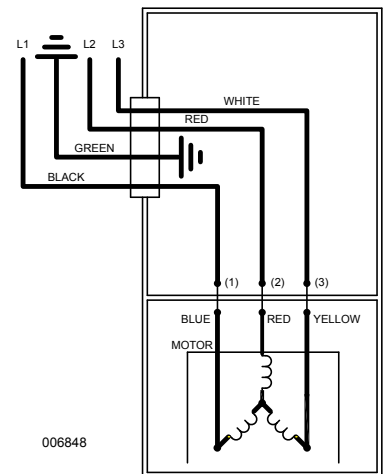 L1 L2 L3
WHITE
RED
GREEN
BLACK
(1) (2) (3)
BLUE RED YELLOW
MOTOR
006848